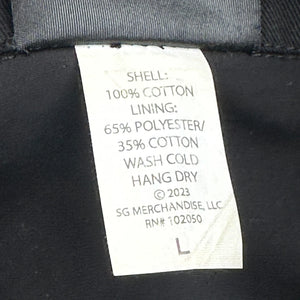 SHELL:
100% COTTON
LINING:
65% POLYESTER/
35% COTTON
WASH COLD
HANG DRY
©2023
SG MERCHANDISE, LLC.
RN# 102050
L